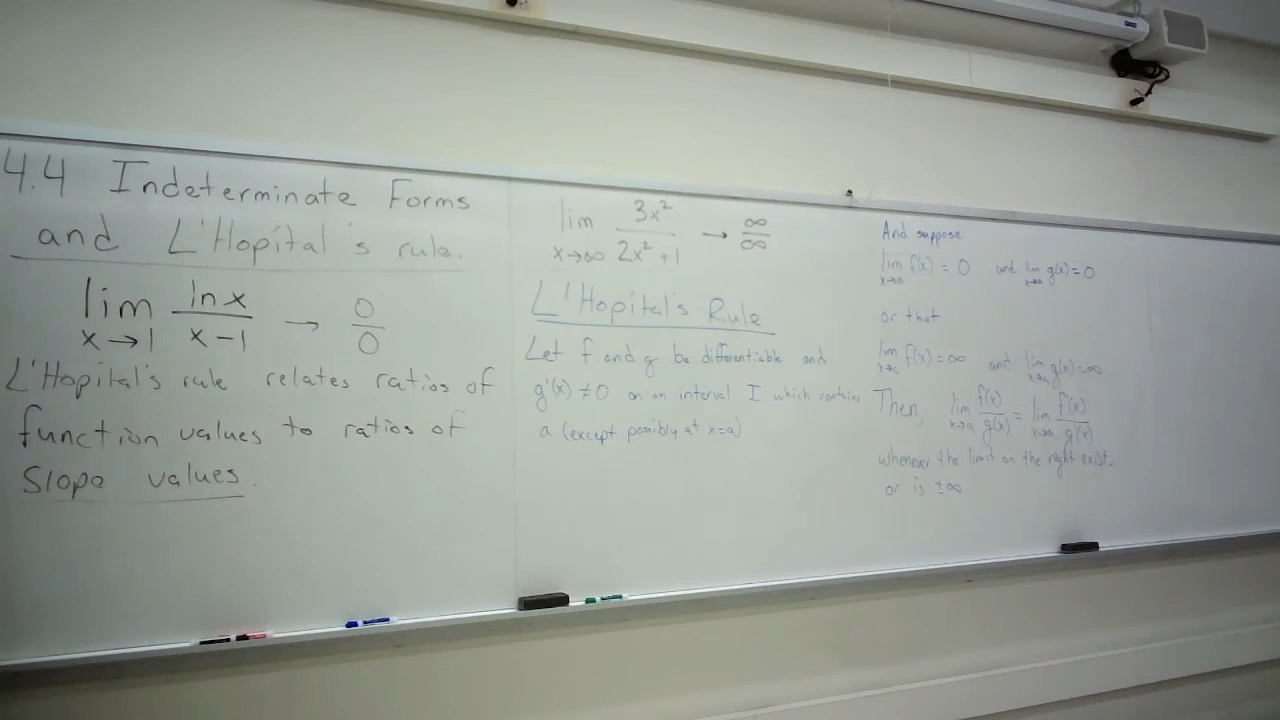 4.4 Indeterminate Forms
and L'Hopital's rule.
lim x→1 ln x / x-1 → 0/0
L'Hopital's rule relates ratios of
function values to ratios of
Slope values.
lim x→∞ 3x² / 2x²+1 → ∞/∞
L'Hopital's Rule
Let f and g be differentiable and
g'(x) ≠ 0 on an interval I which contains
a (except possibly at x=a)
And suppose
lim x→a f(x) = 0 and lim x→a g(x) = 0
or that
lim x→a f(x) = ∞ and lim x→a g(x) = ∞
Then, lim x→a f(x)/g(x) = lim x→a f(x)/g(x)
whenever the limit on the right exist.
or is ±∞